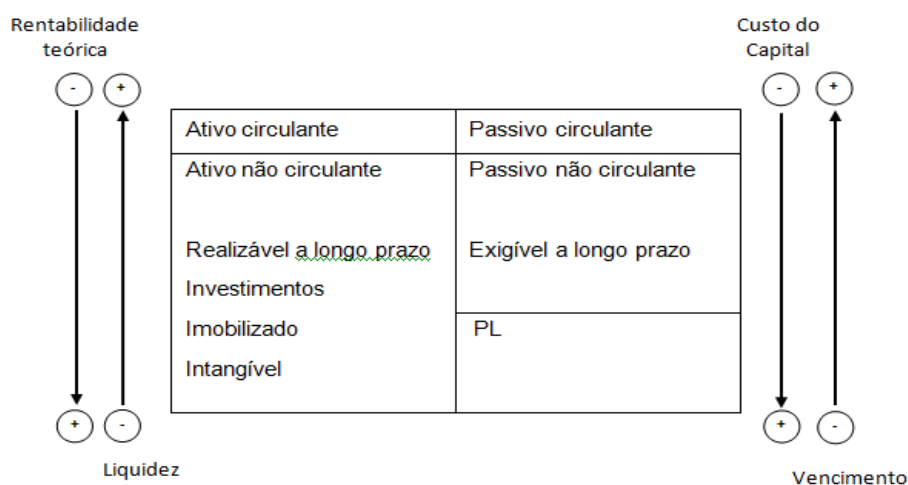 Rentabilidade
teórica
Custo do
Capital
- + - +
Ativo circulante Passivo circulante
Ativo não circulante Passivo não circulante
Realizável a longo prazo Exigível a longo prazo
Investimentos
Imobilizado PL
Intangível
+ - + -
Liquidez
Vencimento